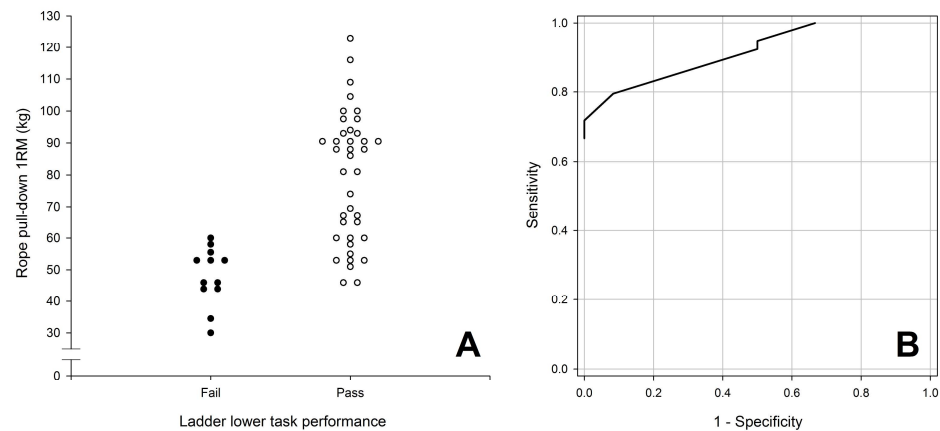 130
120
110
100
90
80
70
60
50
40
30
0
Rope pull-down 1RM (kg)
Fail Pass
Ladder lower task performance
A
1.0
0.8
0.6
0.4
0.2
0.0
Sensitivity
0.0 0.2 0.4 0.6 0.8 1.0
1 - Specificity
B